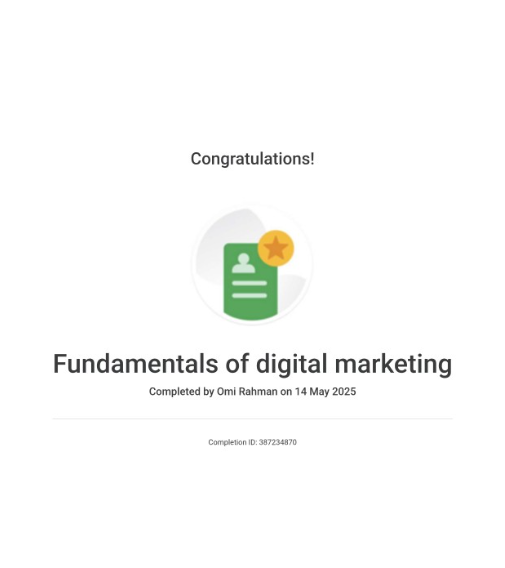 Congratulations!
Fundamentals of digital marketing
Completed by Omi Rahman on 14 May 2025
Completion ID: 387234870